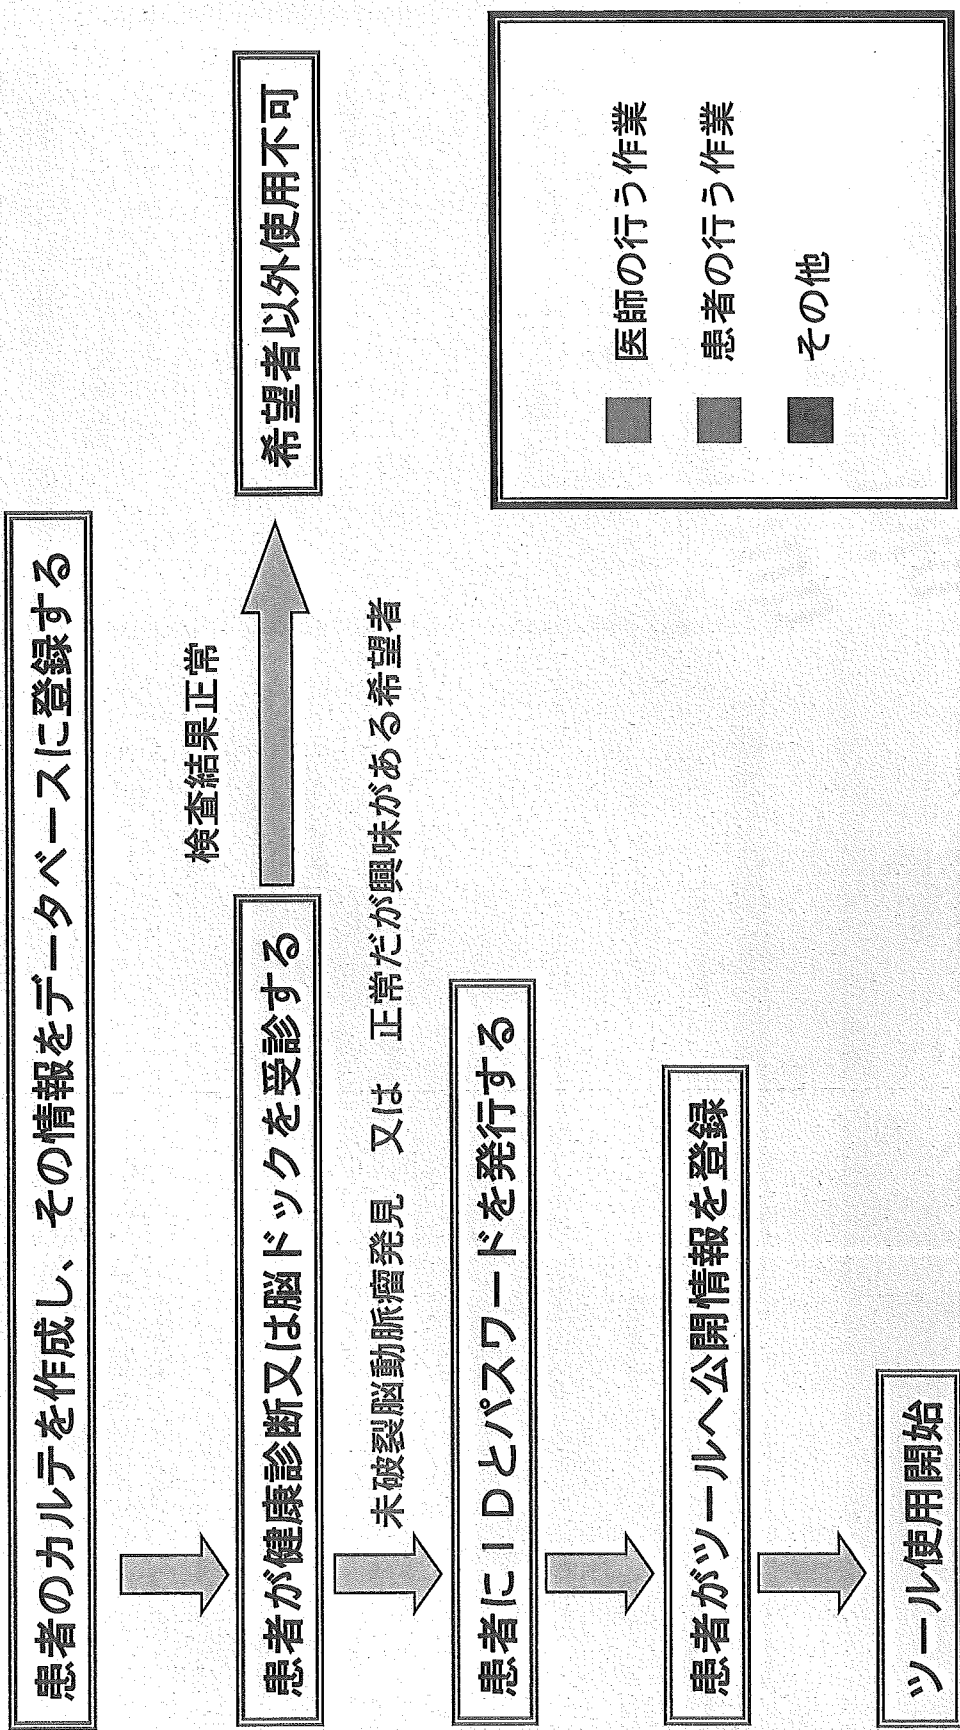 患者のカルテを作成し、その情報をデータベースに登録する
検査結果正常
患者が健康診断又は脳ドックを受診する
希望者以外使用不可
未破裂脳動脈瘤発見　又は　正常だが興味がある希望者
患者にＩＤとパスワードを発行する
患者がツールへ公開情報を登録
ツール使用開始
医師の行う作業
患者の行う作業
その他